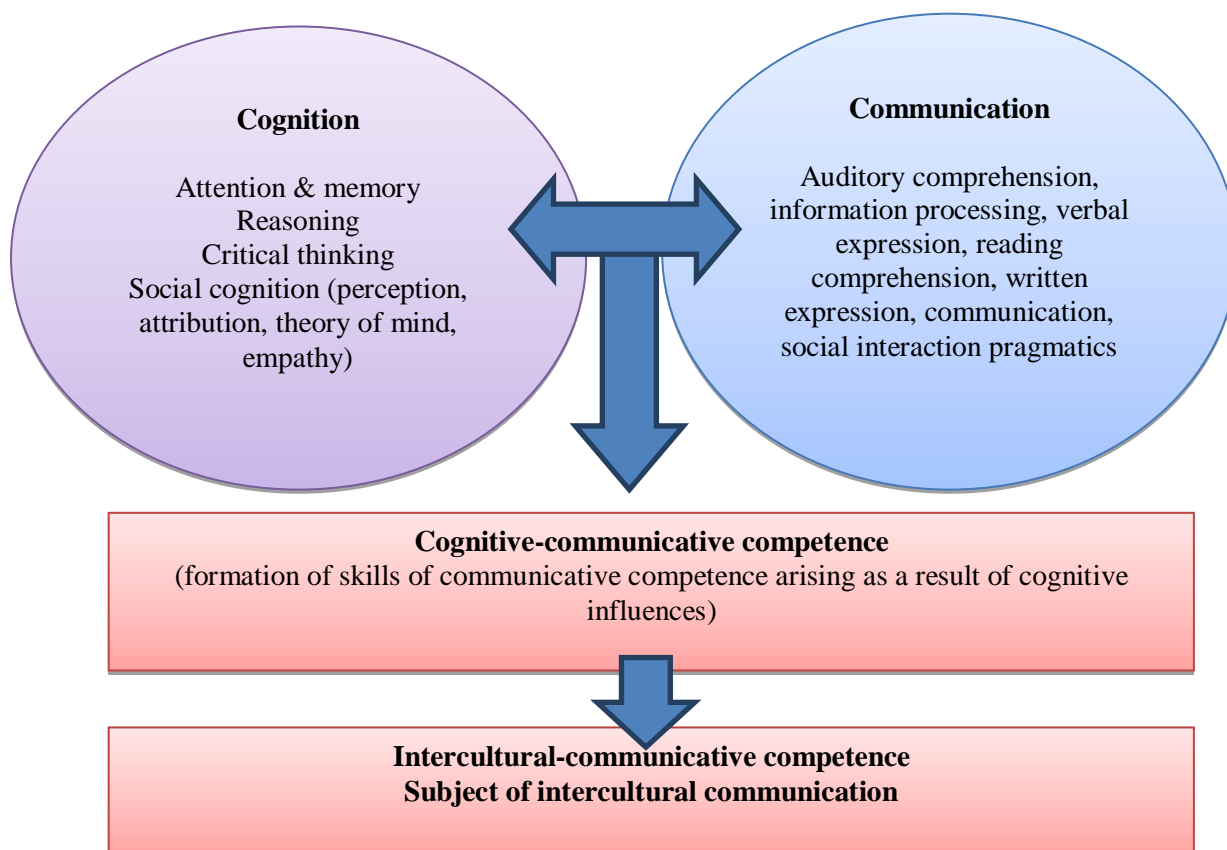 Cognition
Attention & memory
Reasoning
Critical thinking
Social cognition (perception,
attribution, theory of mind,
empathy)
Communication
Auditory comprehension,
information processing, verbal
expression, reading
comprehension, written
expression, communication,
social interaction pragmatics
Cognitive-communicative competence
(formation of skills of communicative competence arising as a result of cognitive
influences)
Intercultural-communicative competence
Subject of intercultural communication